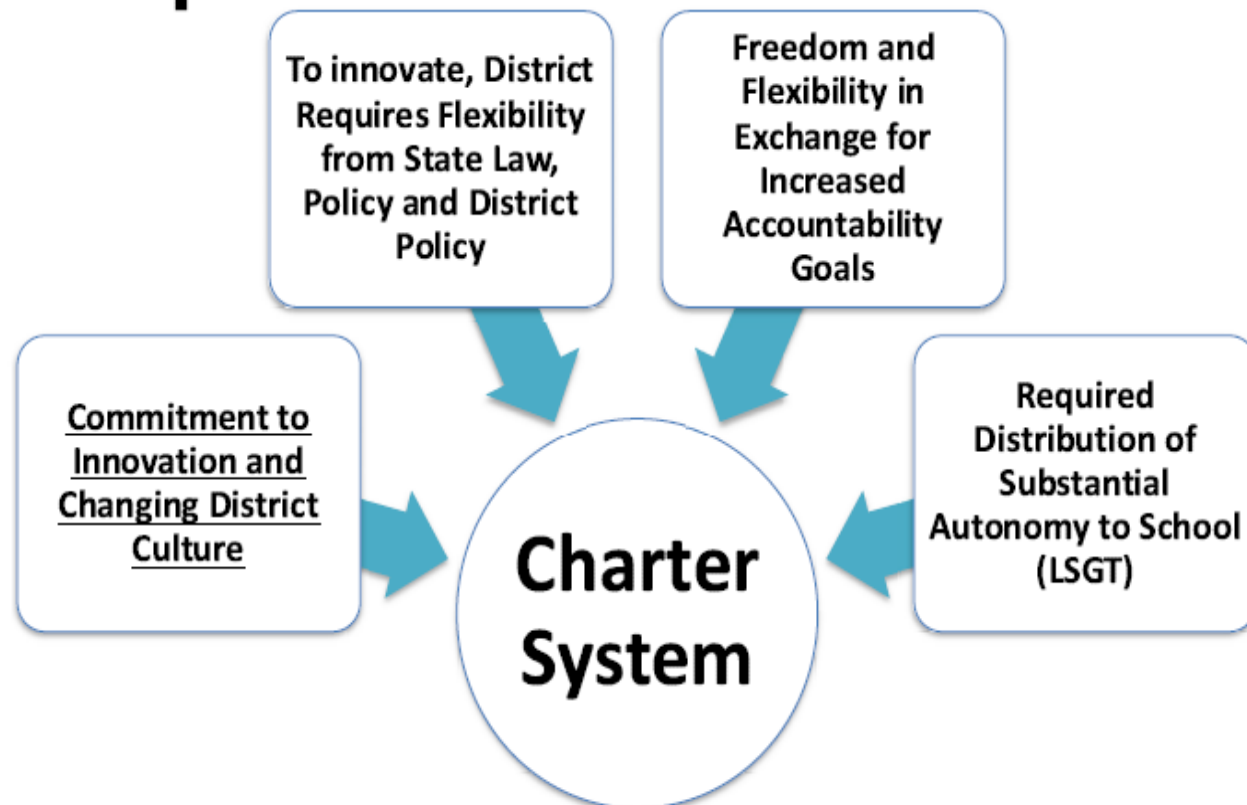 To innovate, District
Requires Flexibility
from State Law,
Policy and District
Policy
Freedom and
Flexibility in
Exchange for
Increased
Accountability
Goals
Commitment to
Innovation and
Changing District
Culture
Required
Distribution of
Substantial
Autonomy to School
(LSGT)
Charter
System